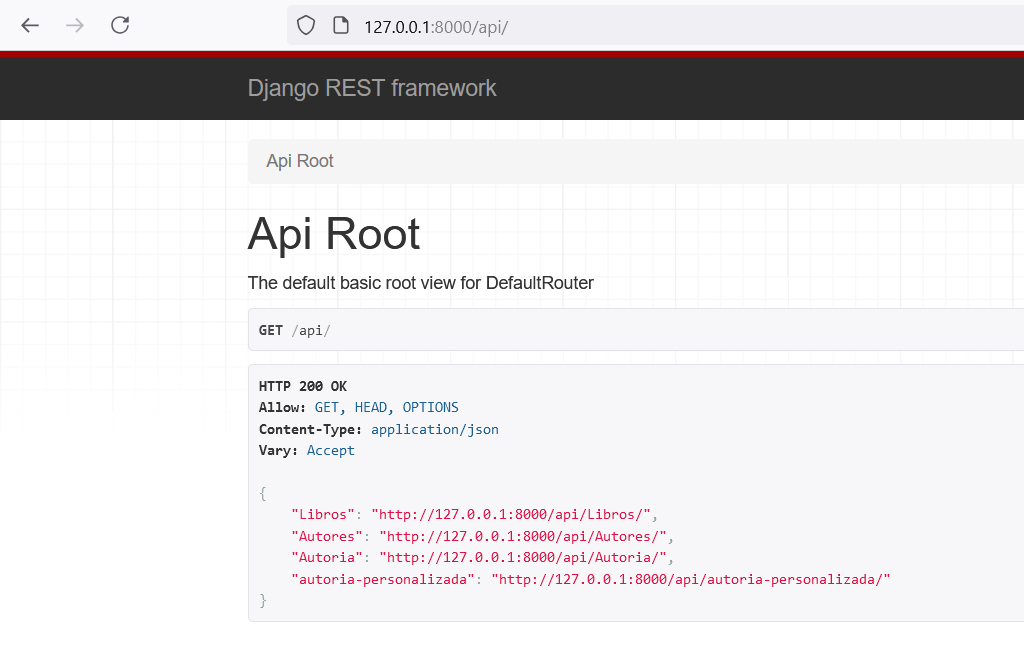 127.0.0.1:8000/api/
Django REST framework
Api Root
Api Root
The default basic root view for DefaultRouter
GET /api/
HTTP 200 OK
Allow: GET, HEAD, OPTIONS
Content-Type: application/json
Vary: Accept
{
    "Libros": "http://127.0.0.1:8000/api/Libros/",
    "Autores": "http://127.0.0.1:8000/api/Autores/",
    "Autoria": "http://127.0.0.1:8000/api/Autoria/",
    "autoria-personalizada": "http://127.0.0.1:8000/api/autoria-personalizada/"
}